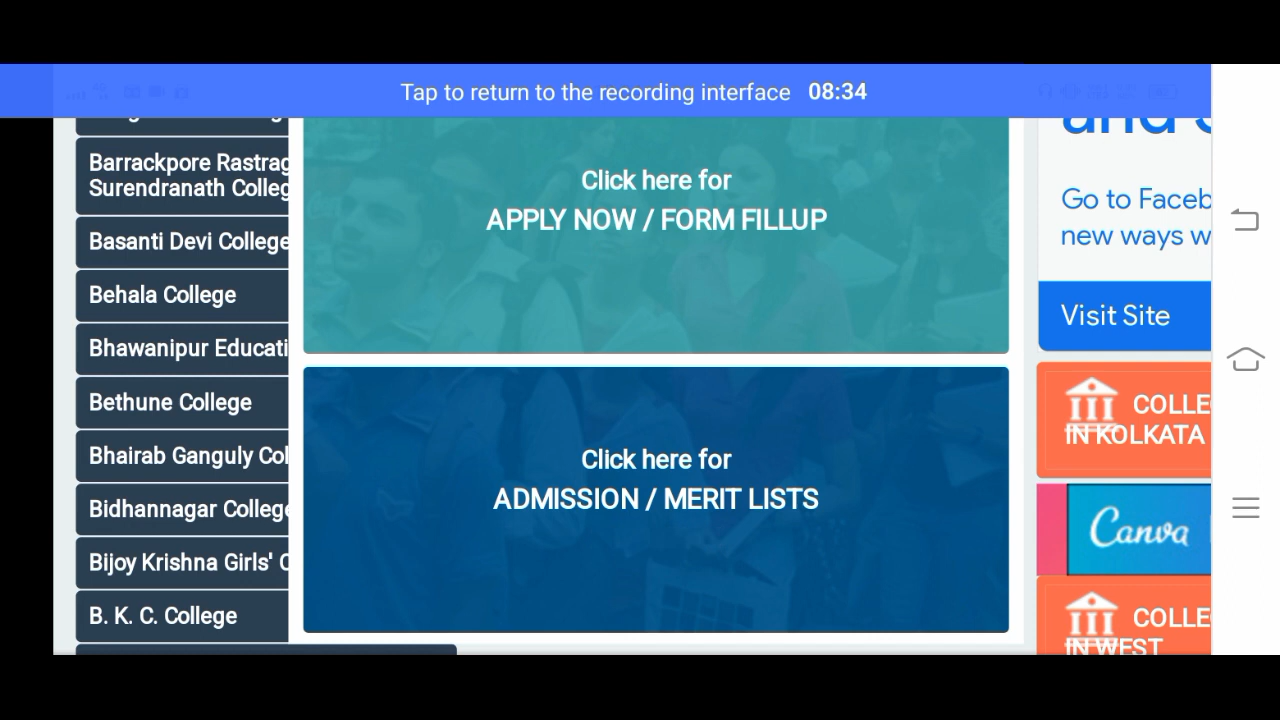 Tap to return to the recording interface 08:34
Barrackpore Rastrag
Surendranath Colleg
Basanti Devi College
Behala College
Bhawanipur Educati
Bethune College
Bhairab Ganguly Col
Bidhannagar College
Bijoy Krishna Girls' C
B. K. C. College
Click here for
APPLY NOW / FORM FILLUP
Click here for
ADMISSION / MERIT LISTS
and S
Go to Faceb
new ways w
Visit Site
COLLE
IN KOLKATA
Canva
COLLE
IN WEST